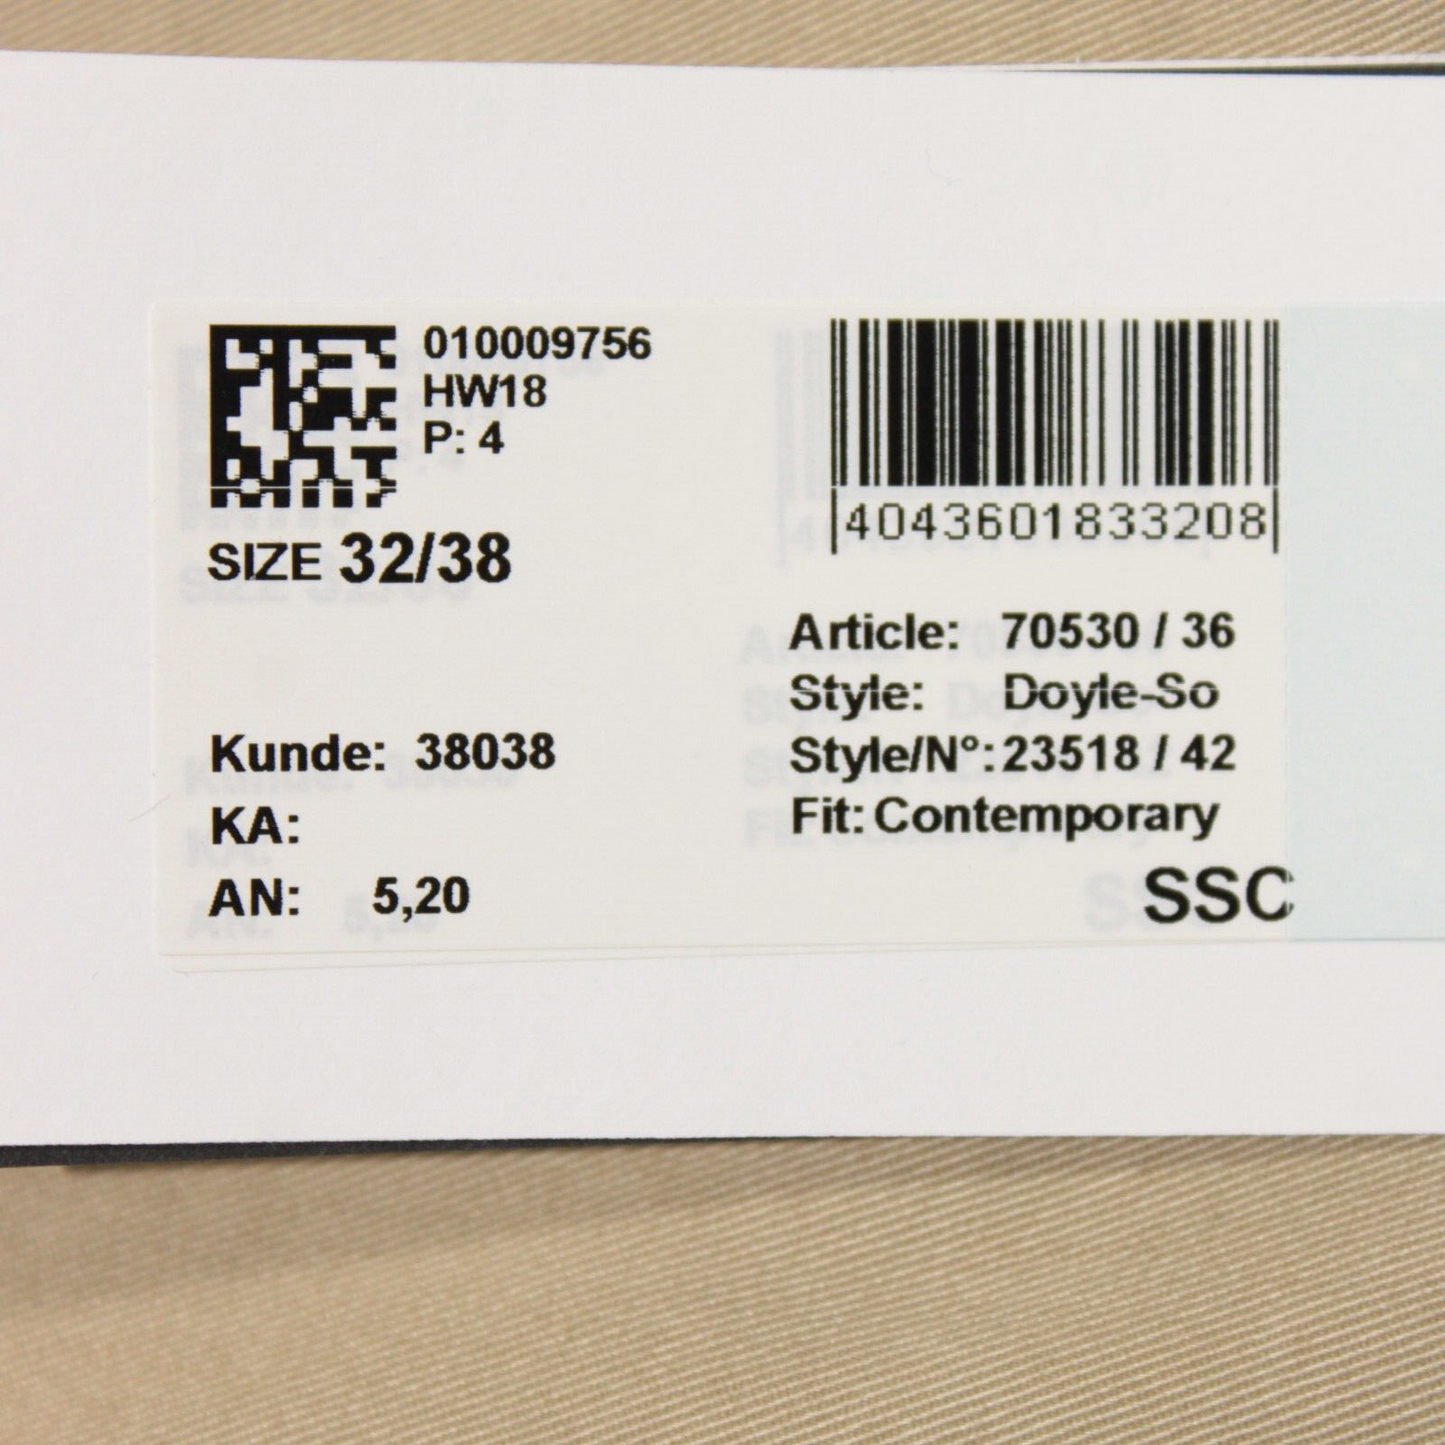 010009756
HW18
P: 4
SIZE 32/38
4043601833208
Article: 70530 / 36
Style: Doyle-So
Style/N°: 23518 / 42
Fit: Contemporary
SSC
Kunde: 38038
KA:
AN: 5,20